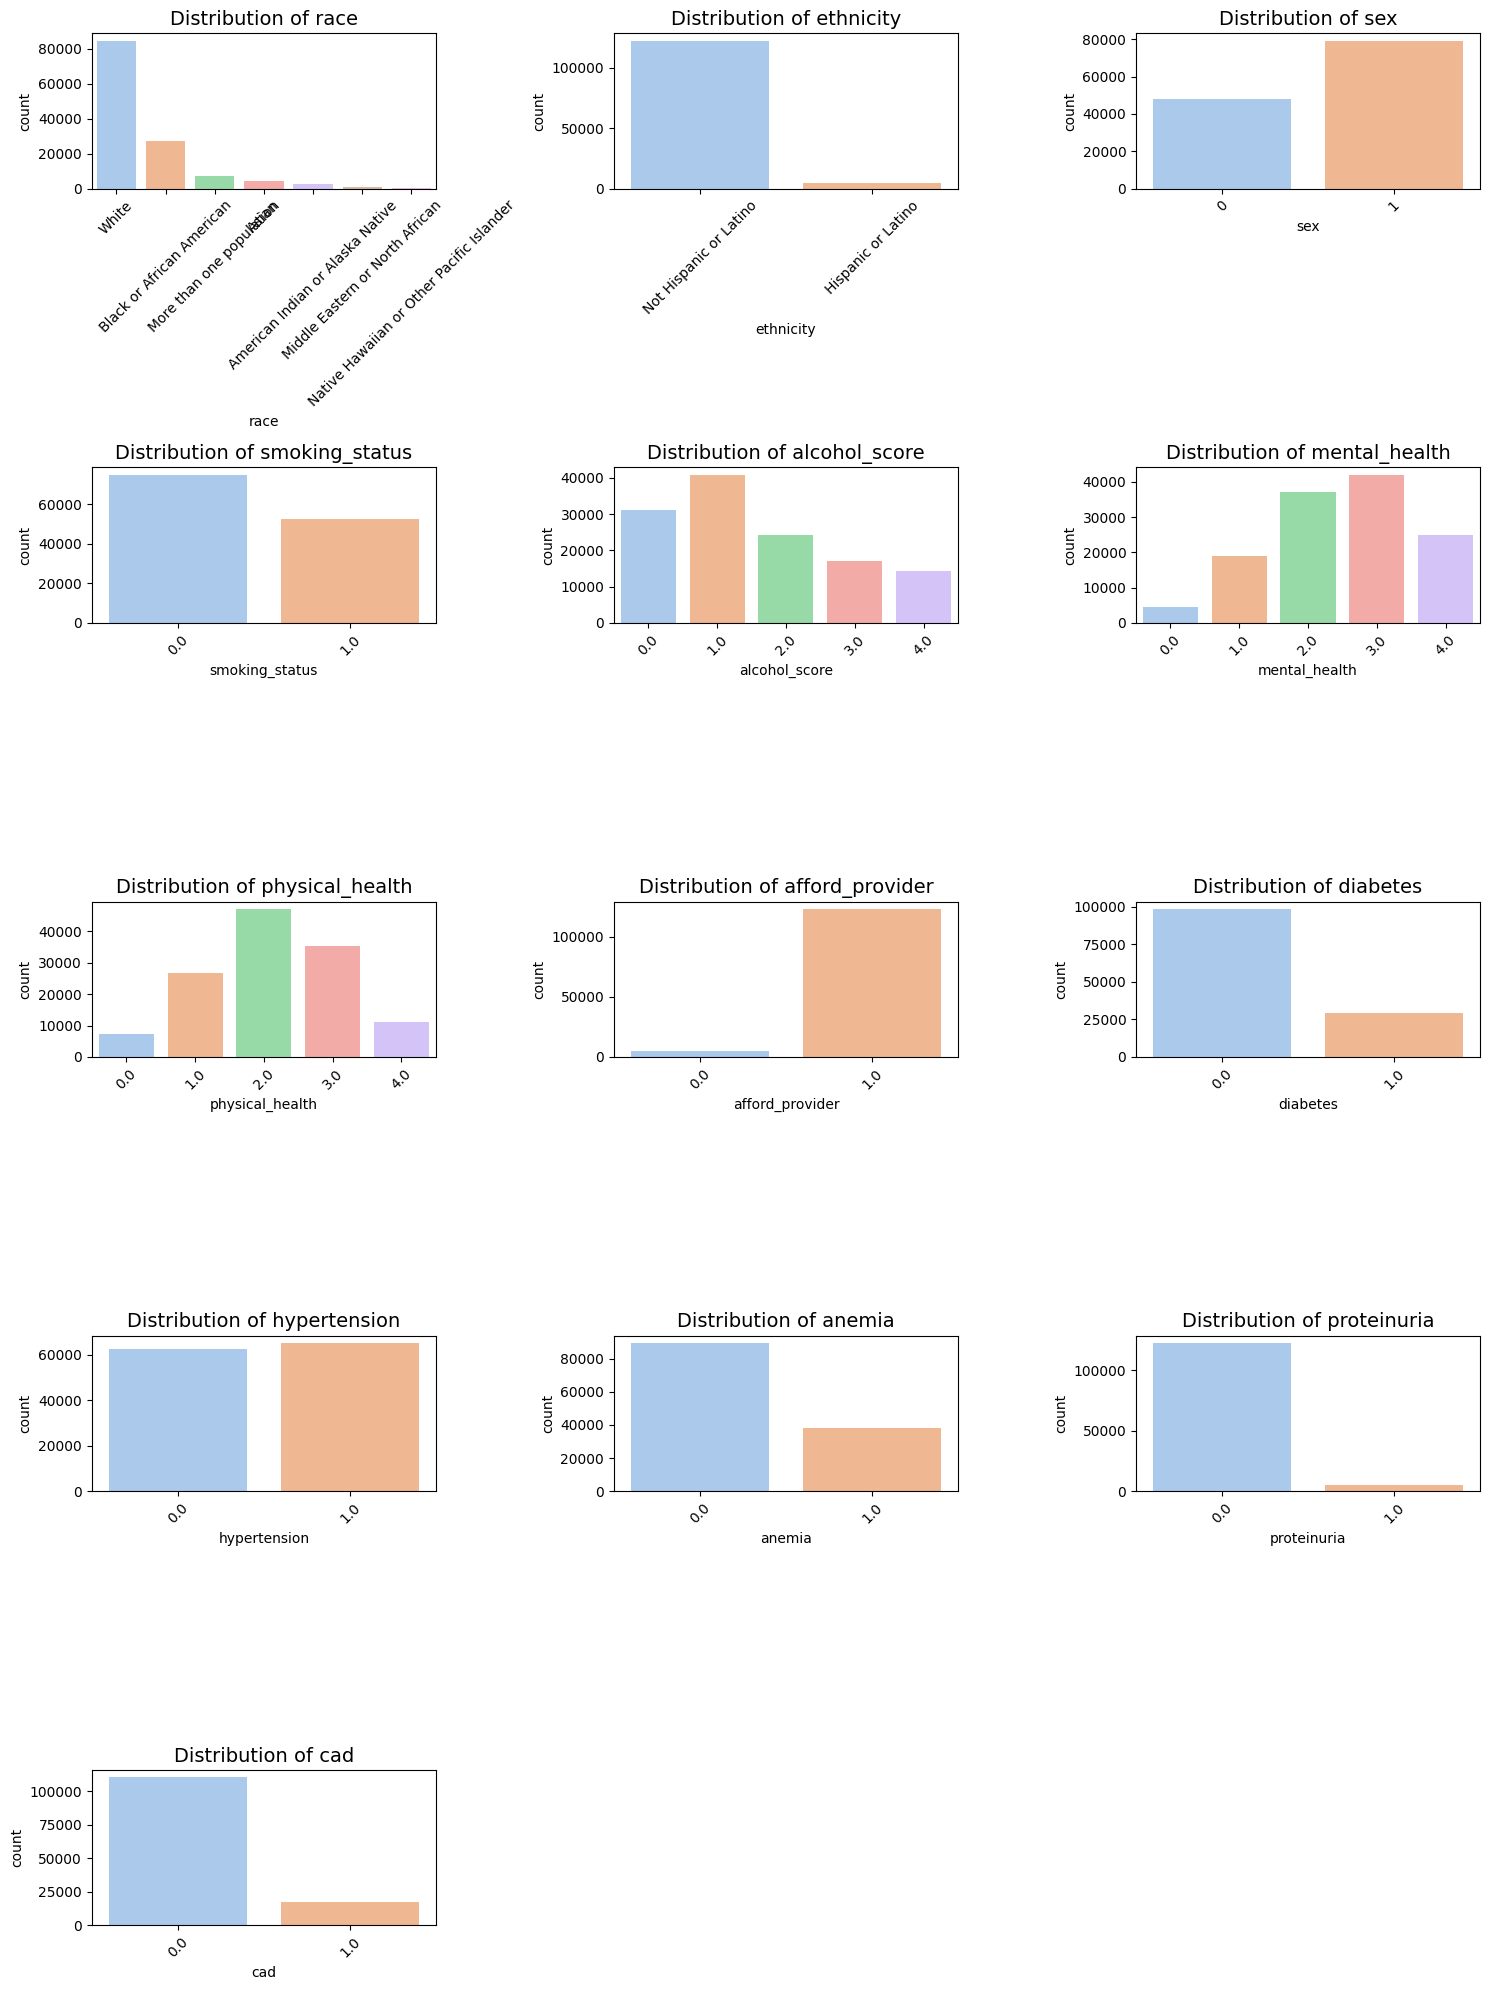 Distribution of race
80000
60000
40000
20000
0
count
White
Black or African American
More than one population
Asian
American Indian or Alaska Native
Middle Eastern or North African
Native Hawaiian or Other Pacific Islander
race
Distribution of ethnicity
100000
50000
0
count
Not Hispanic or Latino
Hispanic or Latino
ethnicity
Distribution of sex
80000
60000
40000
20000
0
count
0
1
sex
Distribution of smoking_status
60000
40000
20000
0
count
0.0
1.0
smoking_status
Distribution of alcohol_score
40000
30000
20000
10000
0
count
0.0
1.0
2.0
3.0
4.0
alcohol_score
Distribution of mental_health
40000
30000
20000
10000
0
count
0.0
1.0
2.0
3.0
4.0
mental_health
Distribution of physical_health
40000
30000
20000
10000
0
count
0.0
1.0
2.0
3.0
4.0
physical_health
Distribution of afford_provider
100000
50000
0
count
0.0
1.0
afford_provider
Distribution of diabetes
100000
75000
50000
25000
0
count
0.0
1.0
diabetes
Distribution of hypertension
60000
40000
20000
0
count
0.0
1.0
hypertension
Distribution of anemia
80000
60000
40000
20000
0
count
0.0
1.0
anemia
Distribution of proteinuria
100000
50000
0
count
0.0
1.0
proteinuria
Distribution of cad
100000
75000
50000
25000
0
count
0.0
1.0
cad